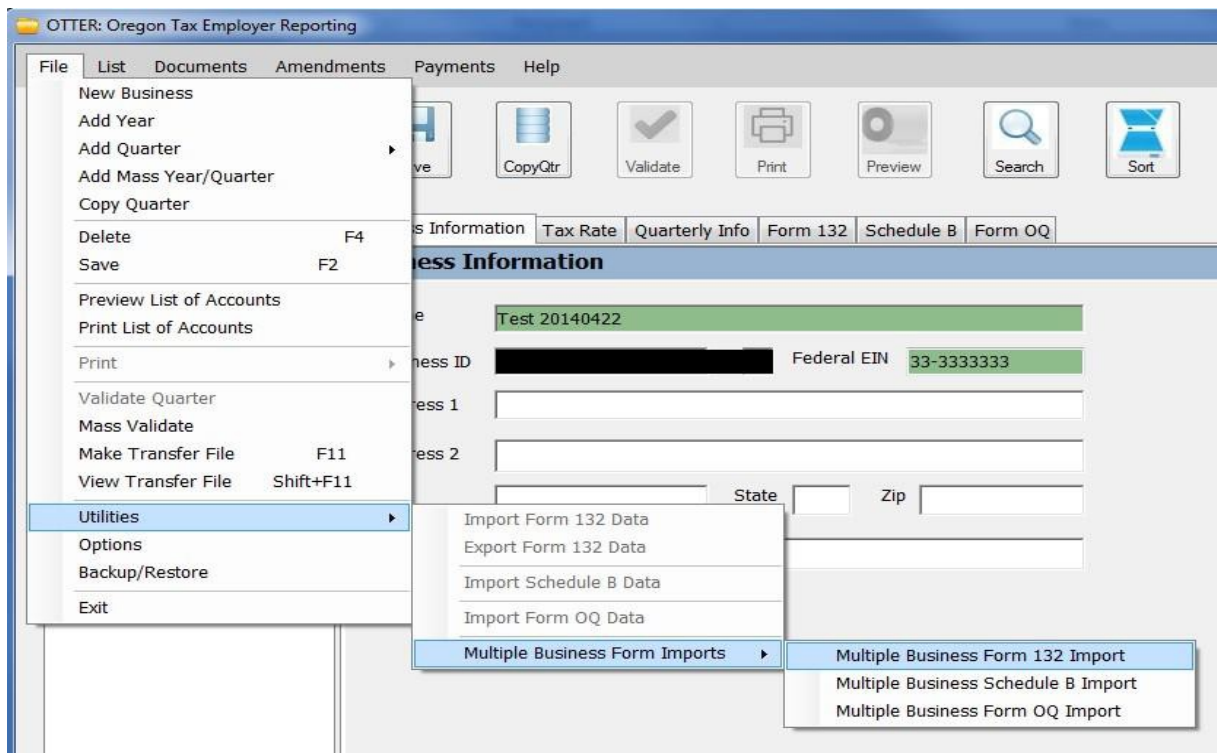 OTTER: Oregon Tax Employer Reporting
File List Documents Amendments Payments Help
New Business
Add Year
Add Quarter
Add Mass Year/Quarter
Copy Quarter
Delete F4
Save F2
Preview List of Accounts
Print List of Accounts
Print
Validate Quarter
Mass Validate
Make Transfer File F11
View Transfer File Shift+F11
Utilities
Options
Backup/Restore
Exit
ve CopyQtr Validate Print Preview Search Sort
s Information Tax Rate Quarterly Info Form 132 Schedule B Form OQ
ess Information
e Test 20140422
ness ID Federal EIN 33-3333333
ress 1
ress 2
State Zip
Import Form 132 Data
Export Form 132 Data
Import Schedule B Data
Import Form OQ Data
Multiple Business Form Imports
Multiple Business Form 132 Import
Multiple Business Schedule B Import
Multiple Business Form OQ Import